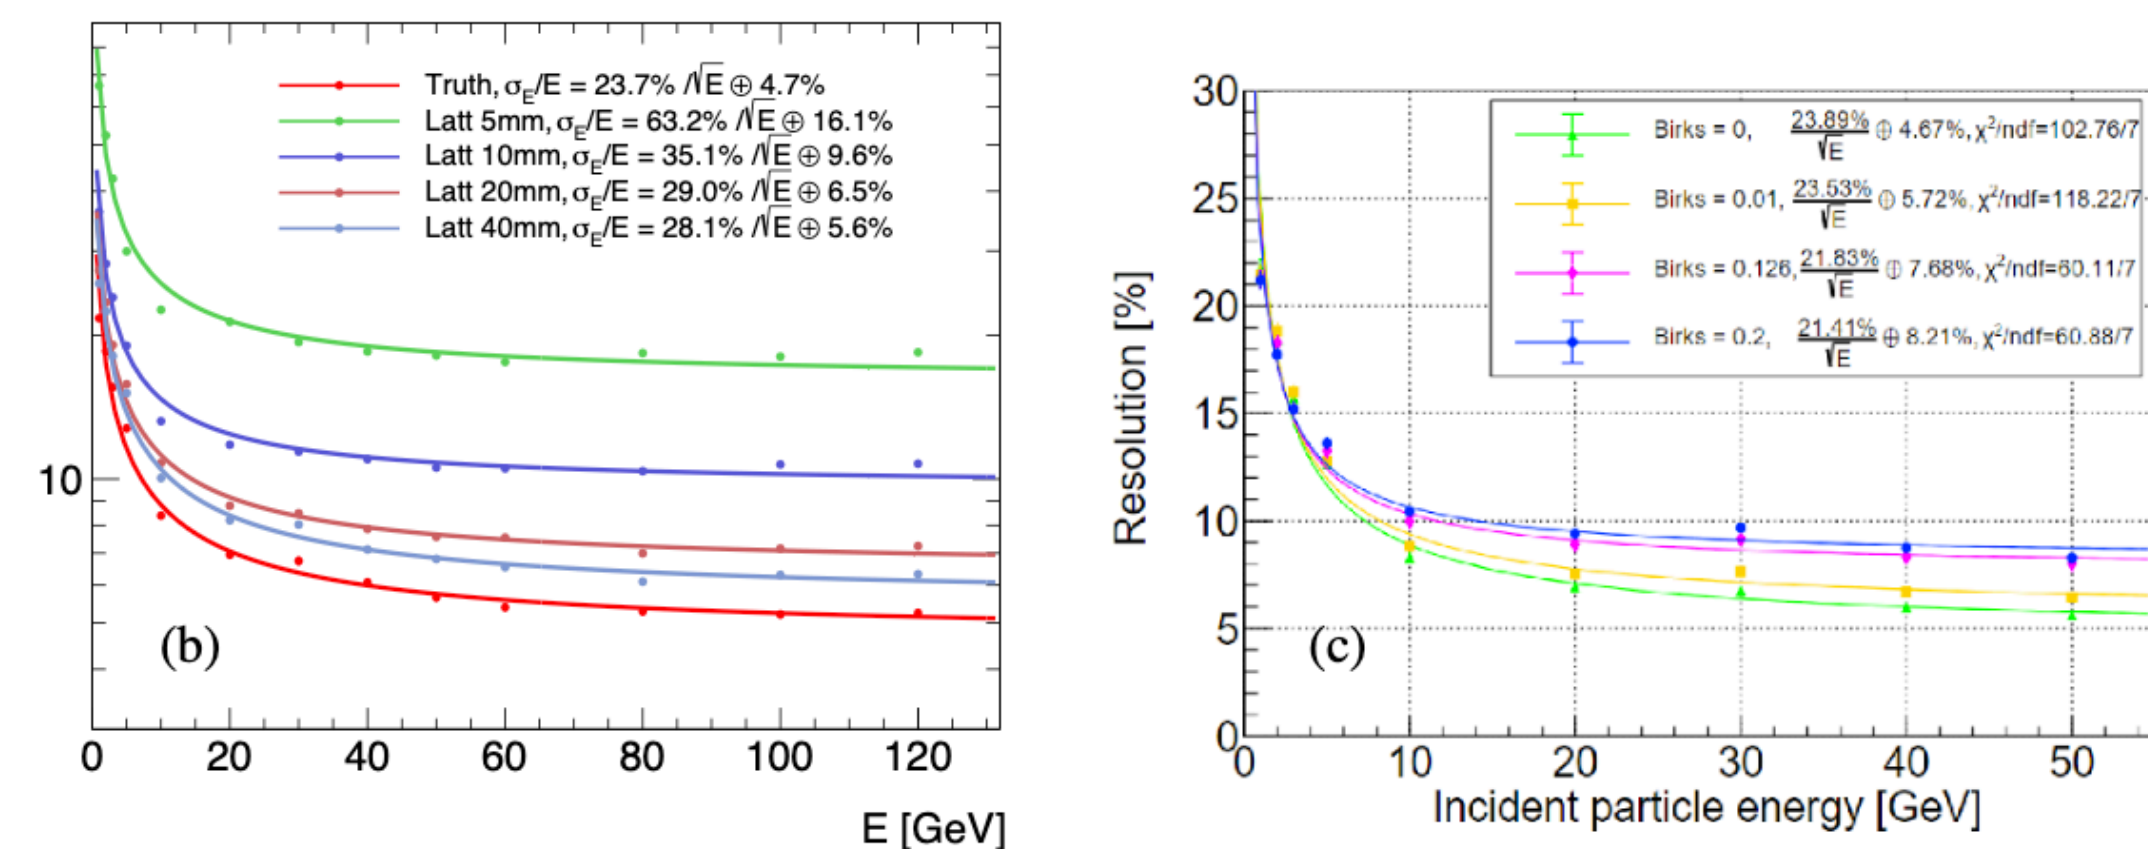 Truth, σ_E/E = 23.7% /√E ⊕ 4.7%
Latt 5mm, σ_E/E = 63.2% /√E ⊕ 16.1%
Latt 10mm, σ_E/E = 35.1% /√E ⊕ 9.6%
Latt 20mm, σ_E/E = 29.0% /√E ⊕ 6.5%
Latt 40mm, σ_E/E = 28.1% /√E ⊕ 5.6%
10
(b)
0 20 40 60 80 100 120
E [GeV]
Resolution [%]
30
25
20
15
10
5
0
Birks = 0, 23.89%/√E ⊕ 4.67%, χ²/ndf=102.76/7
Birks = 0.01, 23.53%/√E ⊕ 5.72%, χ²/ndf=118.22/7
Birks = 0.126, 21.83%/√E ⊕ 7.68%, χ²/ndf=60.11/7
Birks = 0.2, 21.41%/√E ⊕ 8.21%, χ²/ndf=60.88/7
(c)
0 10 20 30 40 50
Incident particle energy [GeV]